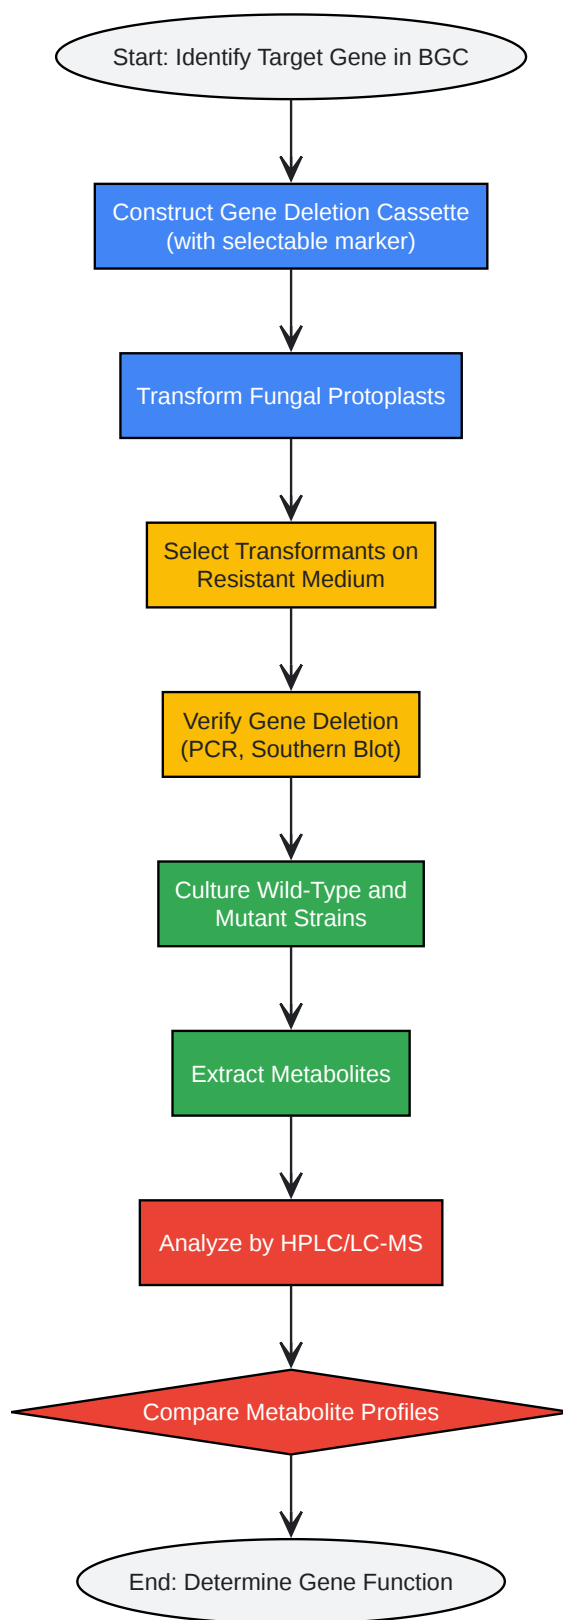 Start: Identify Target Gene in BGC
Construct Gene Deletion Cassette
(with selectable marker)
Transform Fungal Protoplasts
Select Transformants on
Resistant Medium
Verify Gene Deletion
(PCR, Southern Blot)
Culture Wild-Type and
Mutant Strains
Extract Metabolites
Analyze by HPLC/LC-MS
Compare Metabolite Profiles
End: Determine Gene Function